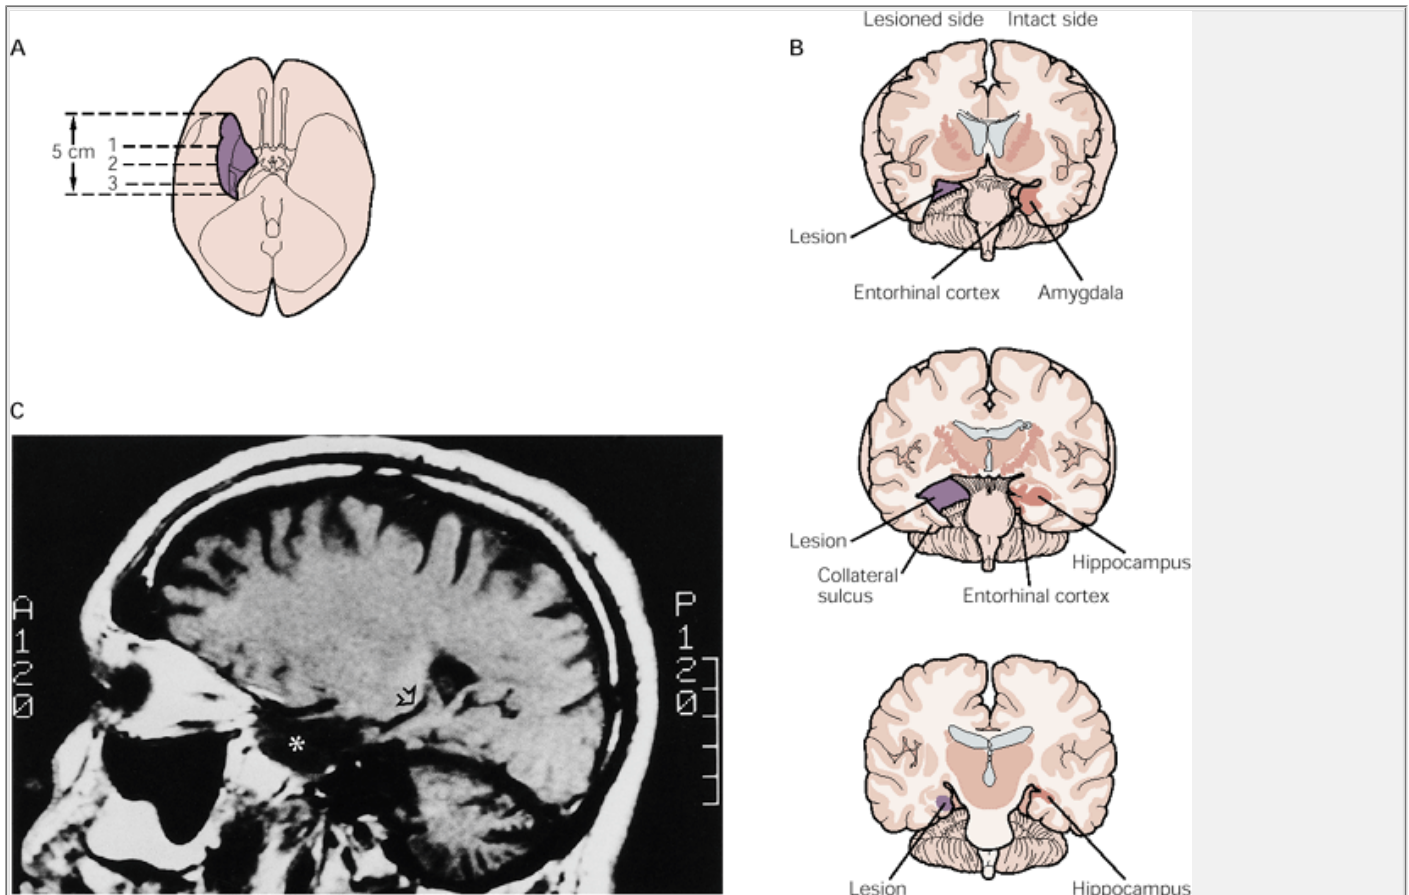 A
5 cm
1
2
3
B
Lesioned side Intact side
Lesion
Entorhinal cortex Amygdala
Lesion
Collateral
sulcus
Hippocampus
Entorhinal cortex
Lesion
Hippocampus
C
A
1
2
0
*
P
1
2
0